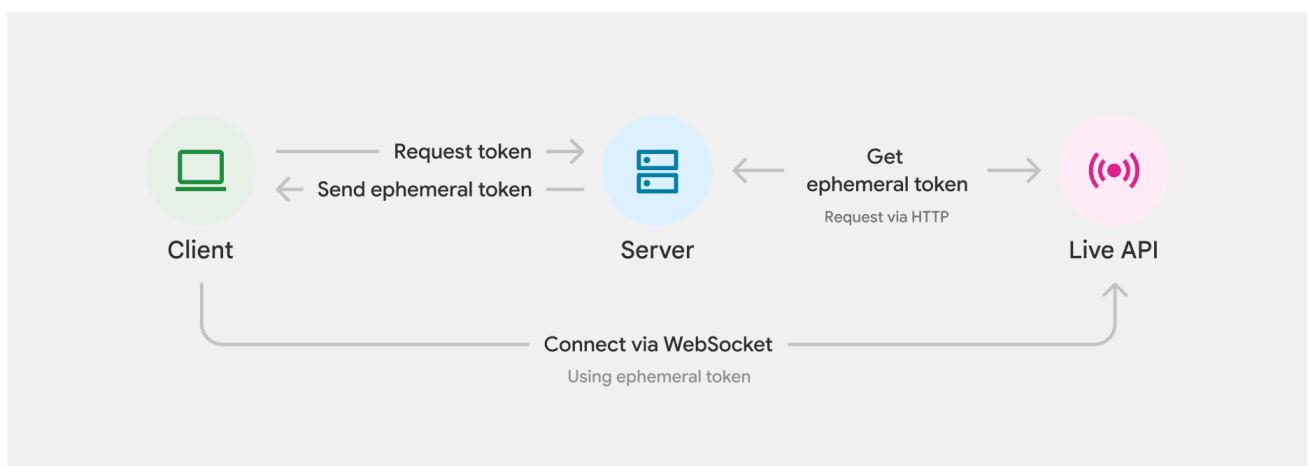 Request token
Send ephemeral token
Get
ephemeral token
Request via HTTP
Client
Server
Live API
Connect via WebSocket
Using ephemeral token